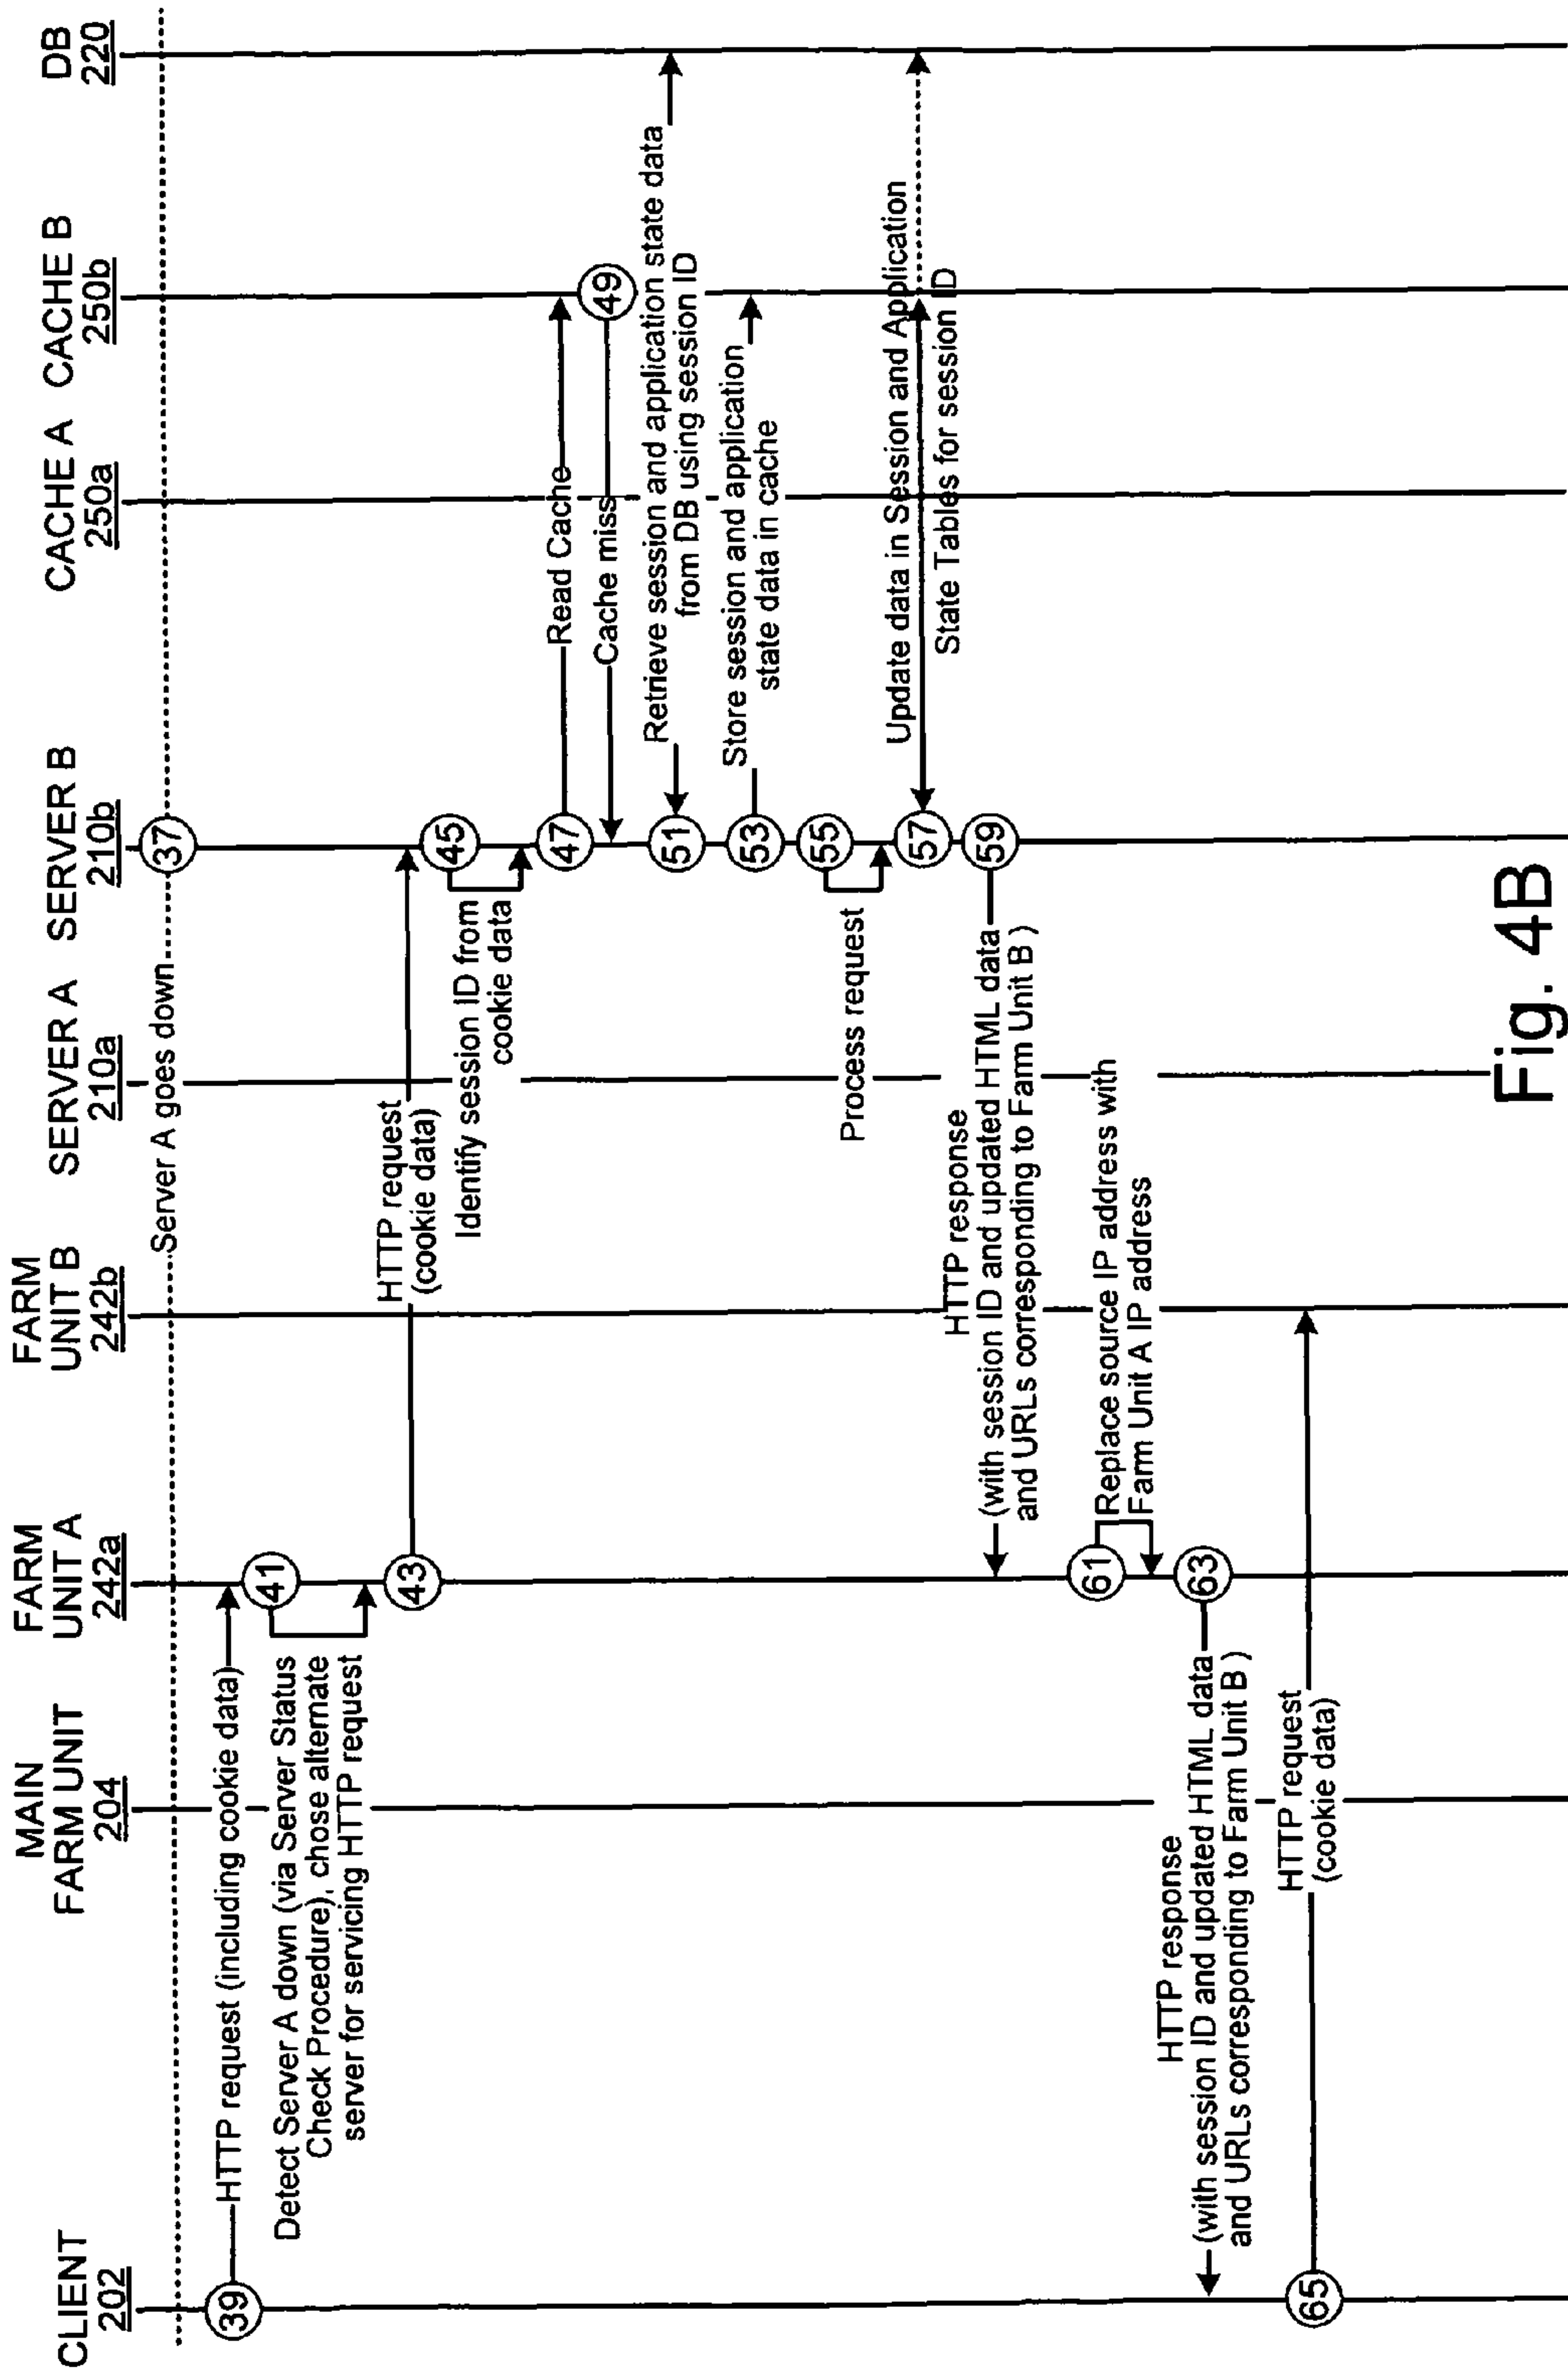 CLIENT
202
MAIN
FARM UNIT
204
FARM
UNIT A
242a
FARM
UNIT B
242b
SERVER A
210a
SERVER B
210b
CACHE A
250a
CACHE B
250b
DB
220
Server A goes down
37
39
HTTP request (including cookie data)
41
Detect Server A down (via Server Status
Check Procedure), chose alternate
server for servicing HTTP request
43
HTTP request
(cookie data)
45
Identify session ID from
cookie data
47
Read Cache
49
Cache miss
51
Retrieve session and application state data
from DB using session ID
53
Store session and application
state data in cache
55
Process request
57
Update data in Session and Application
State Tables for session ID
59
HTTP response
(with session ID and updated HTML data
and URLs corresponding to Farm Unit B )
61
Replace source IP address with
Farm Unit A IP address
63
HTTP response
(with session ID and updated HTML data
and URLs corresponding to Farm Unit B )
65
HTTP request
(cookie data)
Fig. 4B